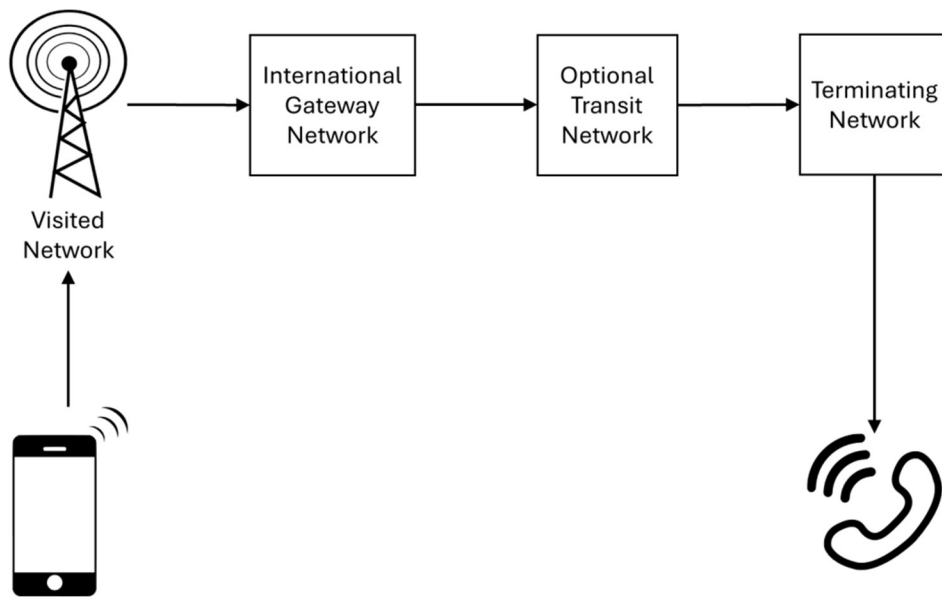 International
Gateway
Network
Optional
Transit
Network
Terminating
Network
Visited
Network